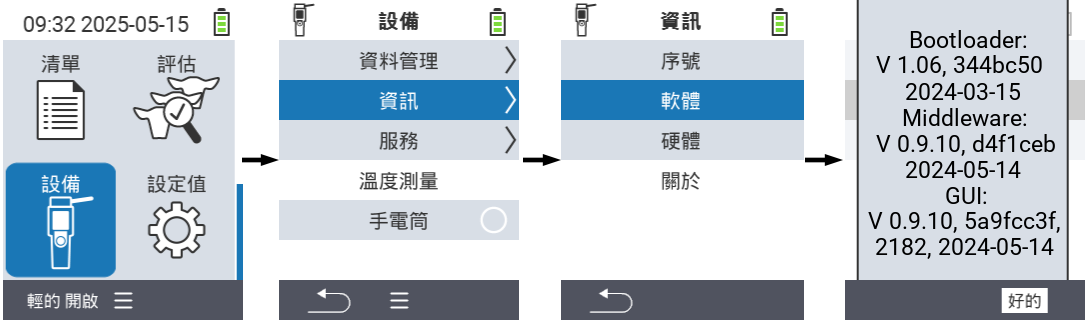 09:32 2025-05-15
清單 評估
設備 設定值
輕的 開啟
設備
資料管理
資訊
服務
溫度測量
手電筒
資訊
序號
軟體
硬體
關於
Bootloader:
V 1.06, 344bc50
2024-03-15
Middleware:
V 0.9.10, d4f1ceb
2024-05-14
GUI:
V 0.9.10, 5a9fcc3f,
2182, 2024-05-14
好的